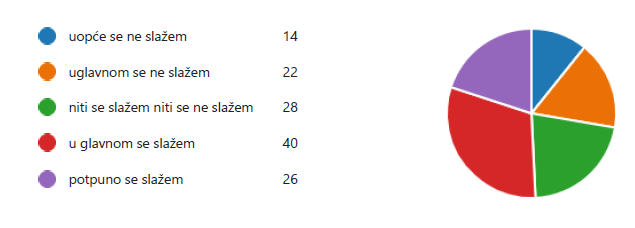 uopće se ne slažem 14
uglavnom se ne slažem 22
niti se slažem niti se ne slažem 28
u glavnom se slažem 40
potpuno se slažem 26